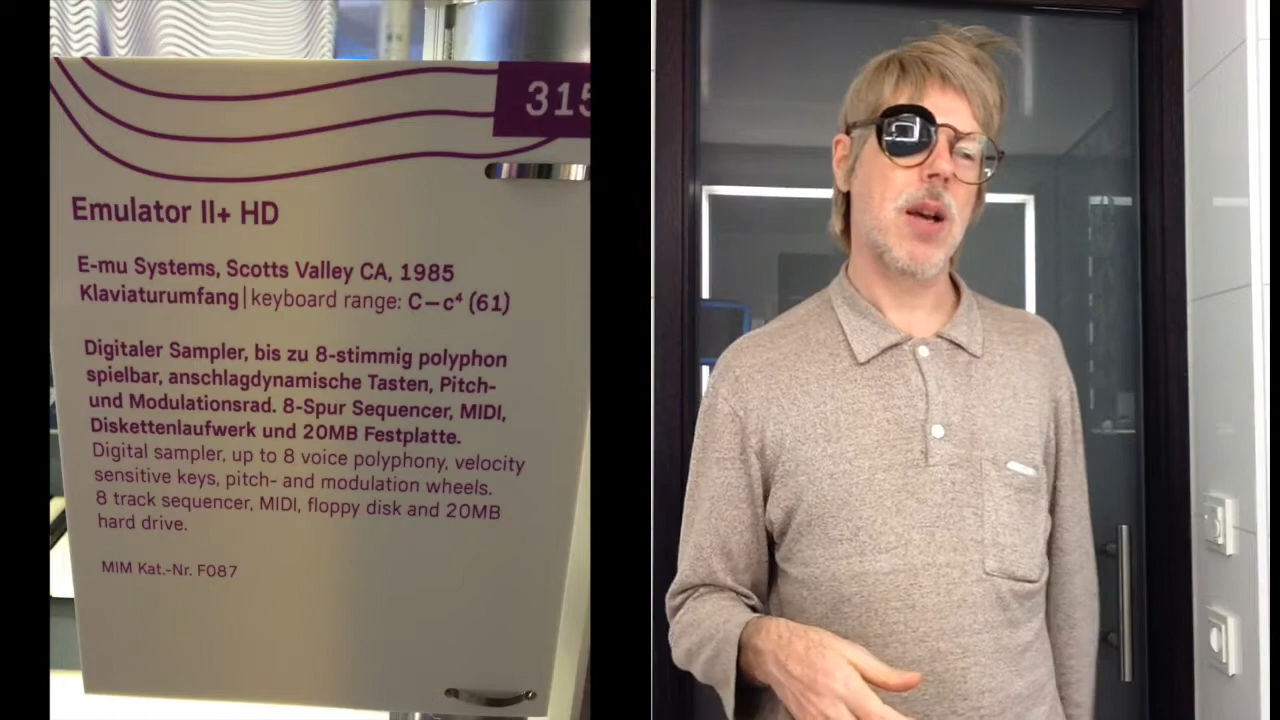 315
Emulator II+ HD
E-mu Systems, Scotts Valley CA, 1985
Klaviaturumfang | keyboard range: C – c⁴ (61)
Digitaler Sampler, bis zu 8-stimmig polyphon
spielbar, anschlagdynamische Tasten, Pitch-
und Modulationsrad. 8-Spur Sequencer, MIDI,
Diskettenlaufwerk und 20MB Festplatte.
Digital sampler, up to 8 voice polyphony, velocity
sensitive keys, pitch- and modulation wheels.
8 track sequencer, MIDI, floppy disk and 20MB
hard drive.
MIM Kat.-Nr. F087